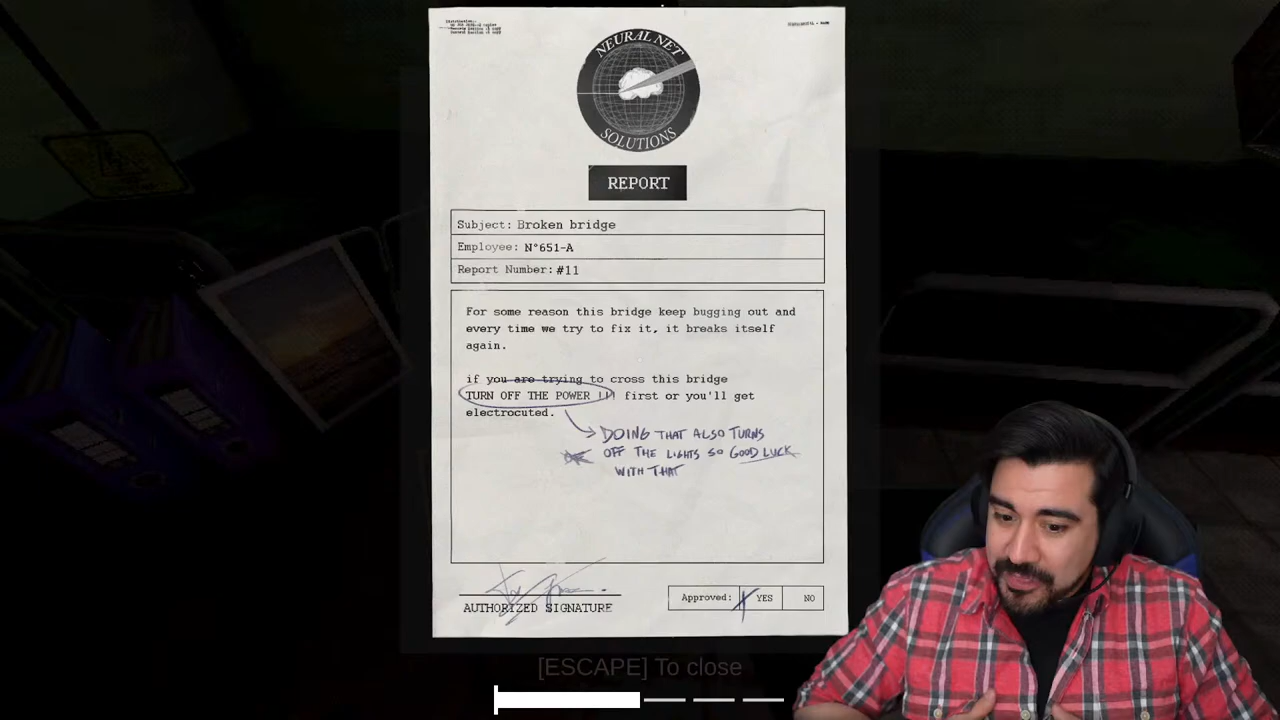 NEURAL NET
SOLUTIONS
REPORT
Subject: Broken bridge
Employee: N°651-A
Report Number: #11
For some reason this bridge keep bugging out and
every time we try to fix it, it breaks itself
again.
if you are trying to cross this bridge
TURN OFF THE POWER !!! first or you'll get
electrocuted.
DOING THAT ALSO TURNS
OFF THE LIGHTS SO GOOD LUCK
WITH THAT
AUTHORIZED SIGNATURE
Approved: YES NO
[ESCAPE] To close